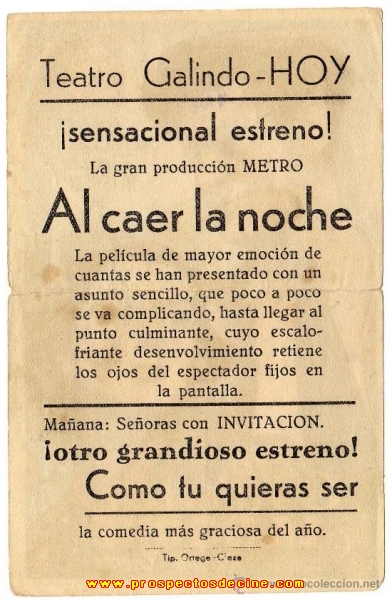 Teatro Galindo-HOY
¡sensacional estreno!
La gran producción METRO
Al caer la noche
La película de mayor emoción de
cuantas se han presentado con un
asunto sencillo, que poco a poco
se va complicando, hasta llegar al
punto culminante, cuyo escalo-
friante desenvolvimiento retiene
los ojos del espectador fijos en
la pantalla.
Mañana: Señoras con INVITACION.
¡otro grandioso estreno!
Como tu quieras ser
la comedia más graciosa del año.
Tip. Ortega-Cieza
www.prospectosdecine.com